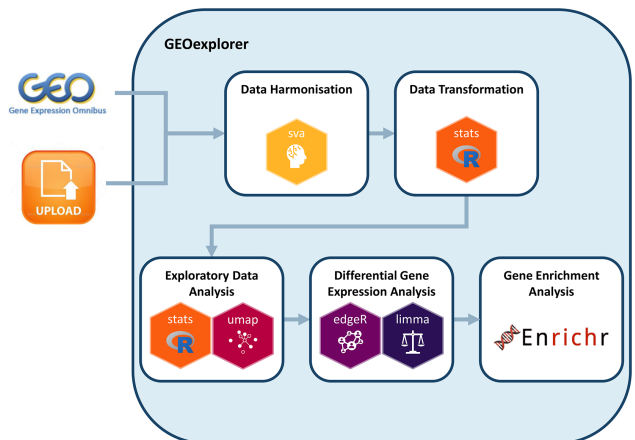 GEOexplorer
GEO
Gene Expression Omnibus
UPLOAD
Data Harmonisation
sva
Data Transformation
stats
R
Exploratory Data
Analysis
stats
R
umap
Differential Gene
Expression Analysis
edgeR
limma
Gene Enrichment
Analysis
Enrichr